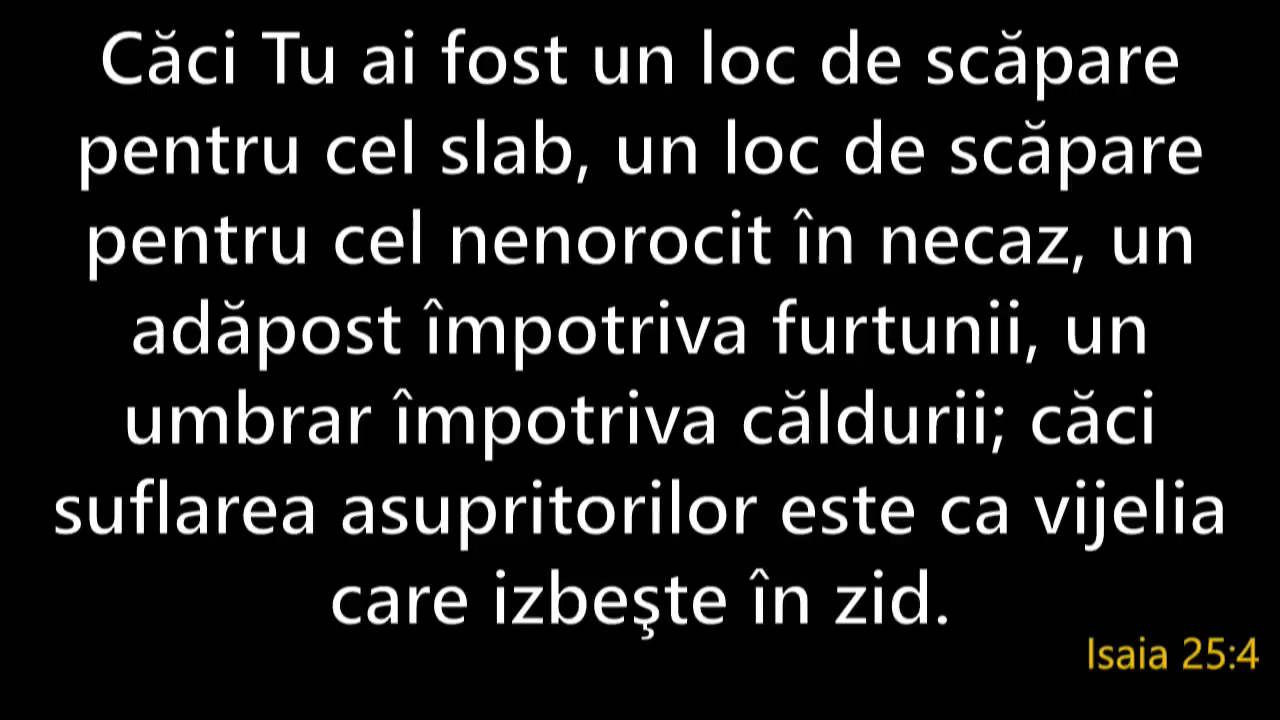 Căci Tu ai fost un loc de scăpare
pentru cel slab, un loc de scăpare
pentru cel nenorocit în necaz, un
adăpost împotriva furtunii, un
umbrar împotriva căldurii; căci
suflarea asupritorilor este ca vijelia
care izbeşte în zid.
Isaia 25:4